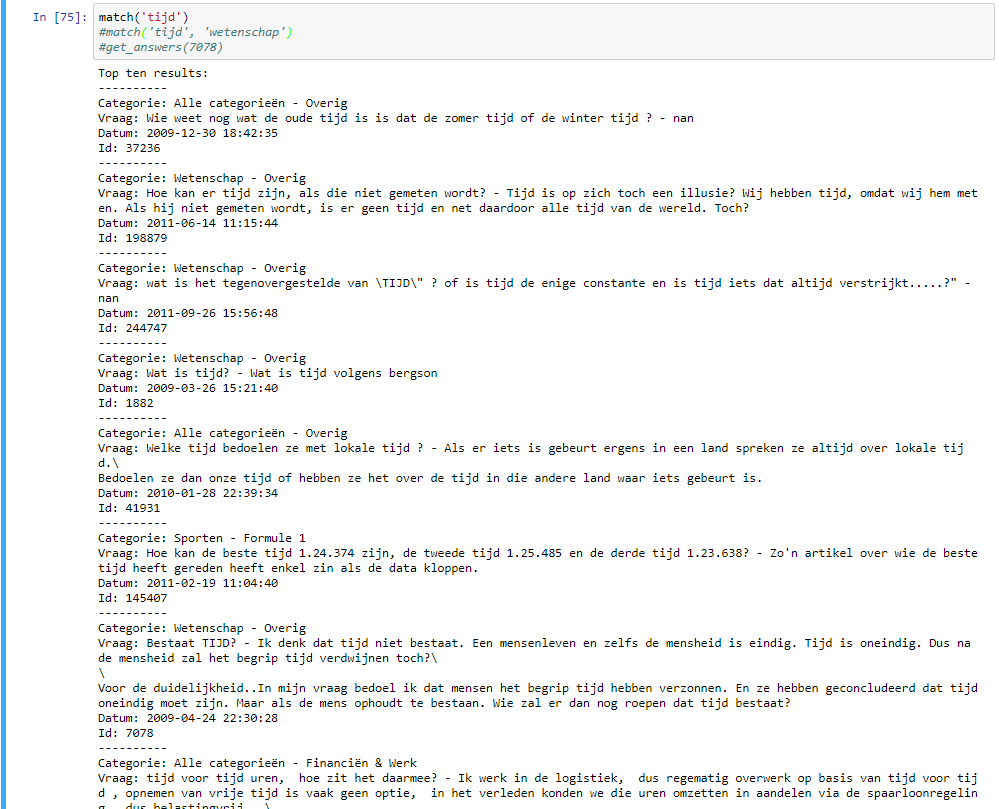 In [75]: match('tijd')
#match('tijd', 'wetenschap')
#get_answers(7078)
Top ten results:
----------
Categorie: Alle categorieën - Overig
Vraag: Wie weet nog wat de oude tijd is is dat de zomer tijd of de winter tijd ? - nan
Datum: 2009-12-30 18:42:35
Id: 37236
----------
Categorie: Wetenschap - Overig
Vraag: Hoe kan er tijd zijn, als die niet gemeten wordt? - Tijd is op zich toch een illusie? Wij hebben tijd, omdat wij hem met
en. Als hij niet gemeten wordt, is er geen tijd en net daardoor alle tijd van de wereld. Toch?
Datum: 2011-06-14 11:15:44
Id: 198879
----------
Categorie: Wetenschap - Overig
Vraag: wat is het tegenovergestelde van \TIJD\" ? of is tijd de enige constante en is tijd iets dat altijd verstrijkt.....?" -
nan
Datum: 2011-09-26 15:56:48
Id: 244747
----------
Categorie: Wetenschap - Overig
Vraag: Wat is tijd? - Wat is tijd volgens bergson
Datum: 2009-03-26 15:21:40
Id: 1882
----------
Categorie: Alle categorieën - Overig
Vraag: Welke tijd bedoelen ze met lokale tijd ? - Als er iets is gebeurt ergens in een land spreken ze altijd over lokale tij
d.\
Bedoelen ze dan onze tijd of hebben ze het over de tijd in die andere land waar iets gebeurt is.
Datum: 2010-01-28 22:39:34
Id: 41931
----------
Categorie: Sporten - Formule 1
Vraag: Hoe kan de beste tijd 1.24.374 zijn, de tweede tijd 1.25.485 en de derde tijd 1.23.638? - Zo'n artikel over wie de beste
tijd heeft gereden heeft enkel zin als de data kloppen.
Datum: 2011-02-19 11:04:40
Id: 145407
----------
Categorie: Wetenschap - Overig
Vraag: Bestaat TIJD? - Ik denk dat tijd niet bestaat. Een mensenleven en zelfs de mensheid is eindig. Tijd is oneindig. Dus na
de mensheid zal het begrip tijd verdwijnen toch?\
\
Voor de duidelijkheid..In mijn vraag bedoel ik dat mensen het begrip tijd hebben verzonnen. En ze hebben geconcludeerd dat tijd
oneindig moet zijn. Maar als de mens ophoudt te bestaan. Wie zal er dan nog roepen dat tijd bestaat?
Datum: 2009-04-24 22:30:28
Id: 7078
----------
Categorie: Alle categorieën - Financiën & Werk
Vraag: tijd voor tijd uren,  hoe zit het daarmee? - Ik werk in de logistiek,  dus regematig overwerk op basis van tijd voor tij
d , opnemen van vrije tijd is vaak geen optie,  in het verleden konden we die uren omzetten in aandelen via de spaarloonregelin
g , dus belastingvrij.  \